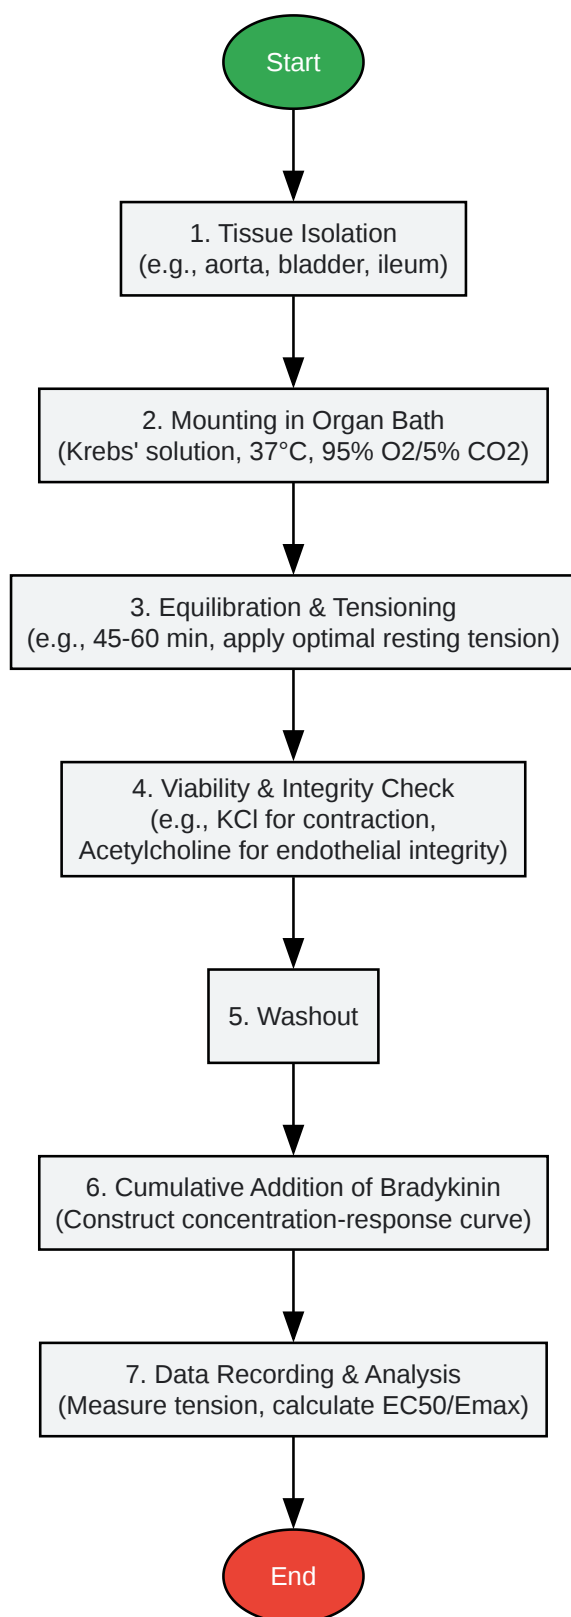 Start
1. Tissue Isolation
(e.g., aorta, bladder, ileum)
2. Mounting in Organ Bath
(Krebs' solution, 37°C, 95% O2/5% CO2)
3. Equilibration & Tensioning
(e.g., 45-60 min, apply optimal resting tension)
4. Viability & Integrity Check
(e.g., KCl for contraction,
Acetylcholine for endothelial integrity)
5. Washout
6. Cumulative Addition of Bradykinin
(Construct concentration-response curve)
7. Data Recording & Analysis
(Measure tension, calculate EC50/Emax)
End